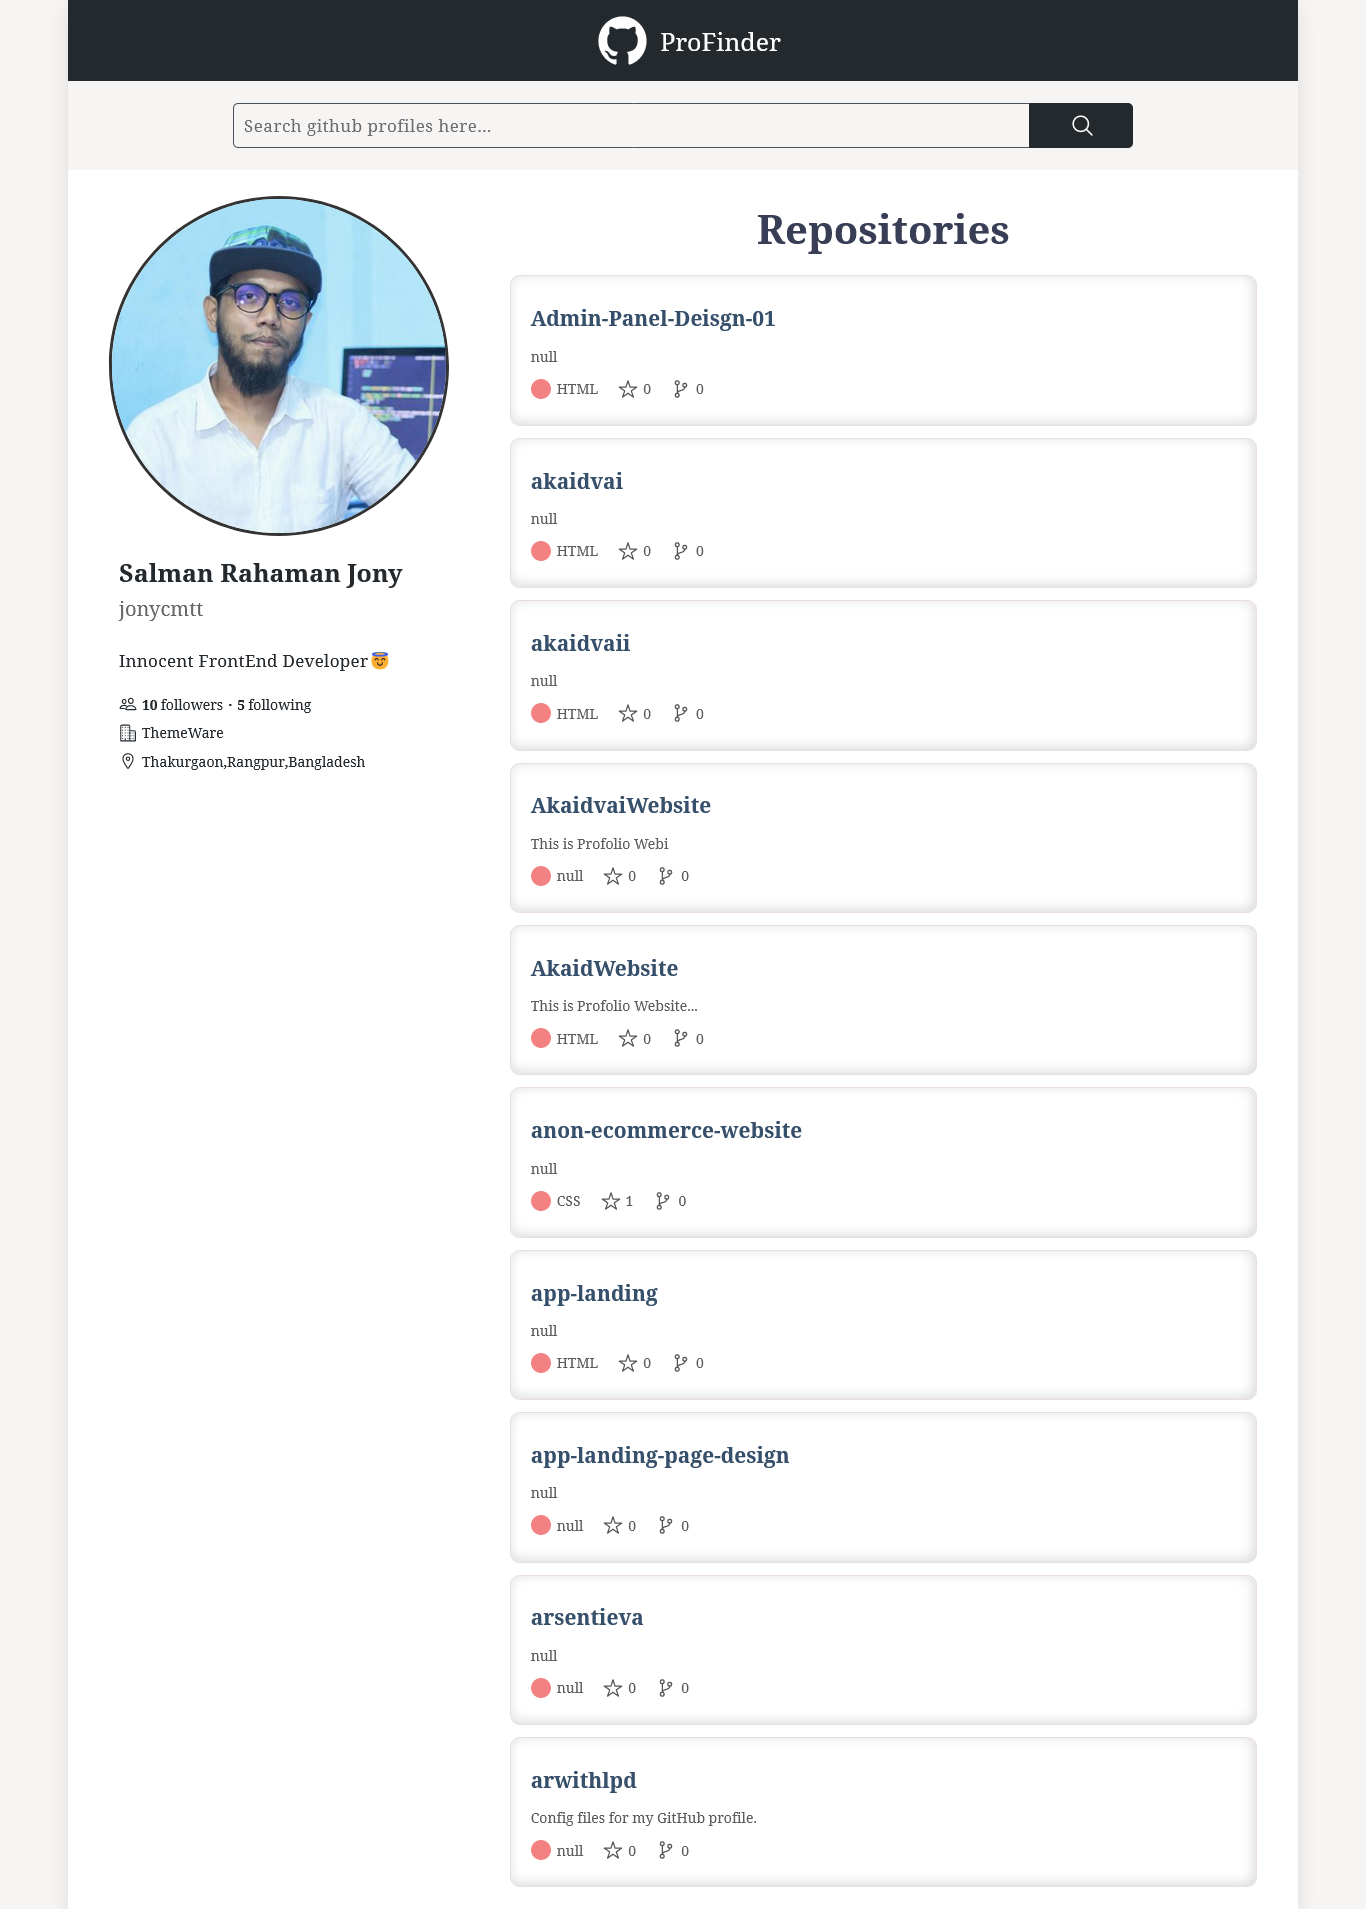 ProFinder
Search github profiles here...
Salman Rahaman Jony
jonycmtt
Innocent FrontEnd Developer😇
10 followers · 5 following
ThemeWare
Thakurgaon,Rangpur,Bangladesh
Repositories
Admin-Panel-Deisgn-01
null
HTML 0 0
akaidvai
null
HTML 0 0
akaidvaii
null
HTML 0 0
AkaidvaiWebsite
This is Profolio Webi
null 0 0
AkaidWebsite
This is Profolio Website...
HTML 0 0
anon-ecommerce-website
null
CSS 1 0
app-landing
null
HTML 0 0
app-landing-page-design
null
null 0 0
arsentieva
null
null 0 0
arwithlpd
Config files for my GitHub profile.
null 0 0